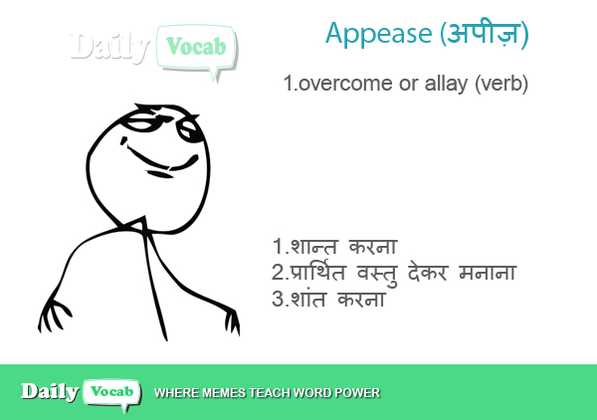 Daily Vocab
Appease (अपीज़)
1.overcome or allay (verb)
1.शान्त करना
2.प्रार्थित वस्तु देकर मनाना
3.शांत करना
Daily Vocab WHERE MEMES TEACH WORD POWER